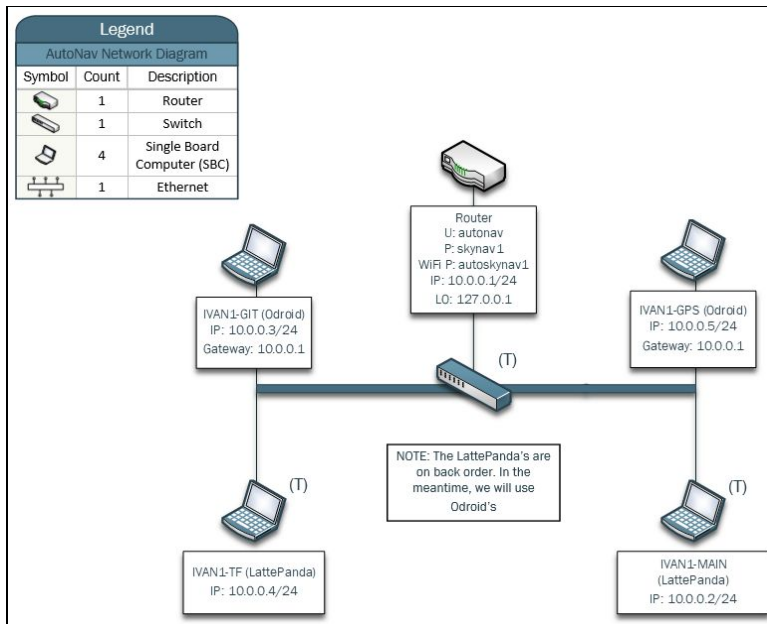 Legend
AutoNav Network Diagram
Symbol Count Description
1 Router
1 Switch
4 Single Board
Computer (SBC)
1 Ethernet
Router
U: autonav
P: skynav1
WiFi P: autoskynav1
IP: 10.0.0.1/24
LO: 127.0.0.1
IVAN1-GIT (Odroid)
IP: 10.0.0.3/24
Gateway: 10.0.0.1
IVAN1-GPS (Odroid)
IP: 10.0.0.5/24
Gateway: 10.0.0.1
(T)
NOTE: The LattePanda's are
on back order. In the
meantime, we will use
Odroid's
(T)
IVAN1-TF (LattePanda)
IP: 10.0.0.4/24
(T)
IVAN1-MAIN
(LattePanda)
IP: 10.0.0.2/24